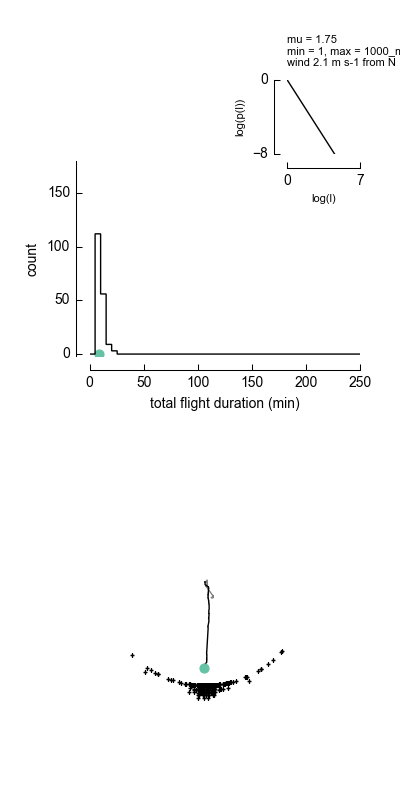 mu = 1.75
min = 1, max = 1000_m
wind 2.1 m s-1 from N
0
log(p(l))
−8
0 7
log(l)
150
100
count
50
0
0 50 100 150 200 250
total flight duration (min)